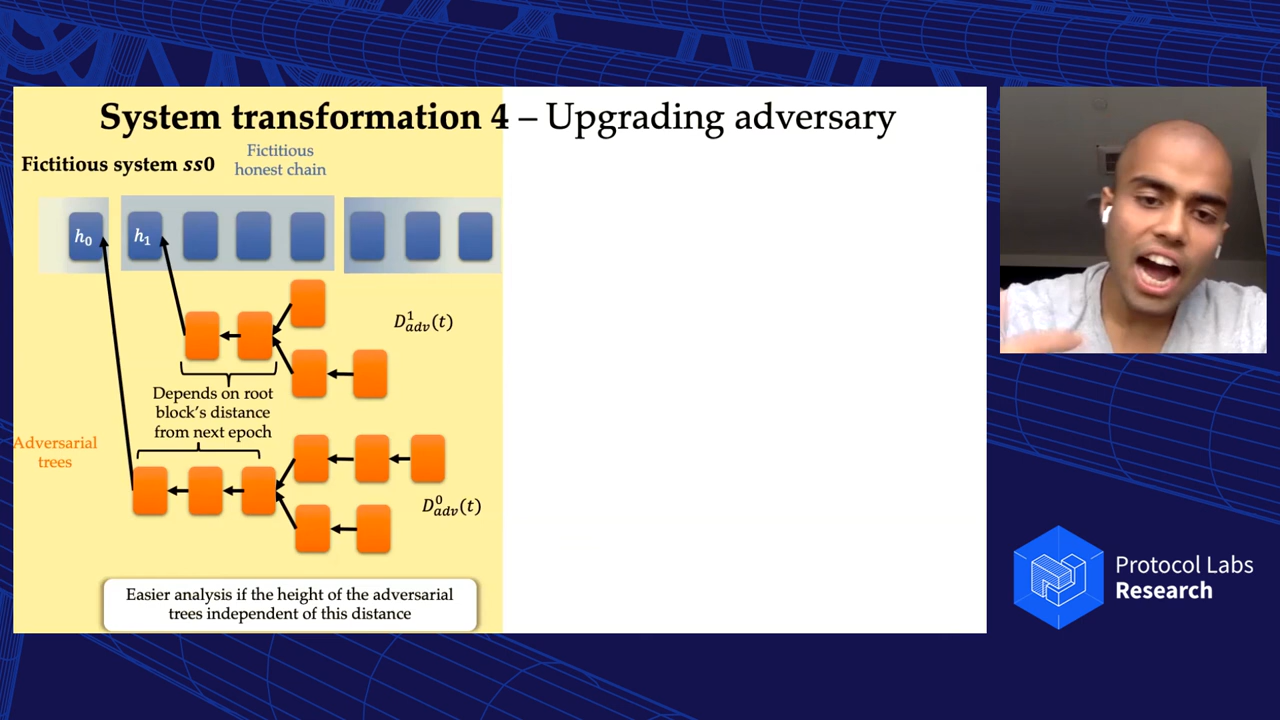 System transformation 4 – Upgrading adversary
Fictitious system ss0
Fictitious
honest chain
h0
h1
D^1_adv(t)
Depends on root
block's distance
from next epoch
Adversarial
trees
D^0_adv(t)
Easier analysis if the height of the adversarial
trees independent of this distance
Protocol Labs
Research